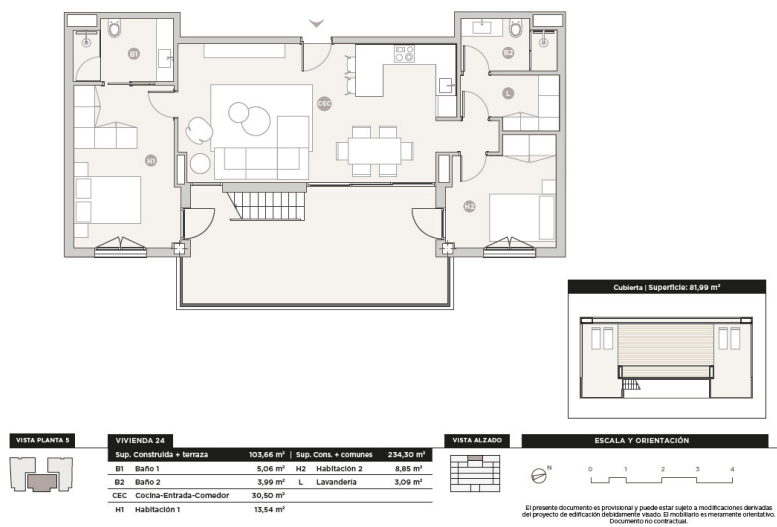 B1
B2
CEC
L
H1
H2
Cubierta | Superficie: 81,99 m²
VISTA PLANTA 5
VIVIENDA 24
Sup. Construida + terraza 103,66 m² | Sup. Cons. + comunes 234,30 m²
B1 Baño 1 5,06 m² H2 Habitación 2 8,85 m²
B2 Baño 2 3,99 m² L Lavandería 3,09 m²
CEC Cocina-Entrada-Comedor 30,50 m²
H1 Habitación 1 13,54 m²
VISTA ALZADO
ESCALA Y ORIENTACIÓN
N
0 1 2 3 4
El presente documento es provisional y puede estar sujeto a modificaciones derivadas
del proyecto de edificación debidamente visado. El mobiliario es meramente orientativo.
Documento no contractual.